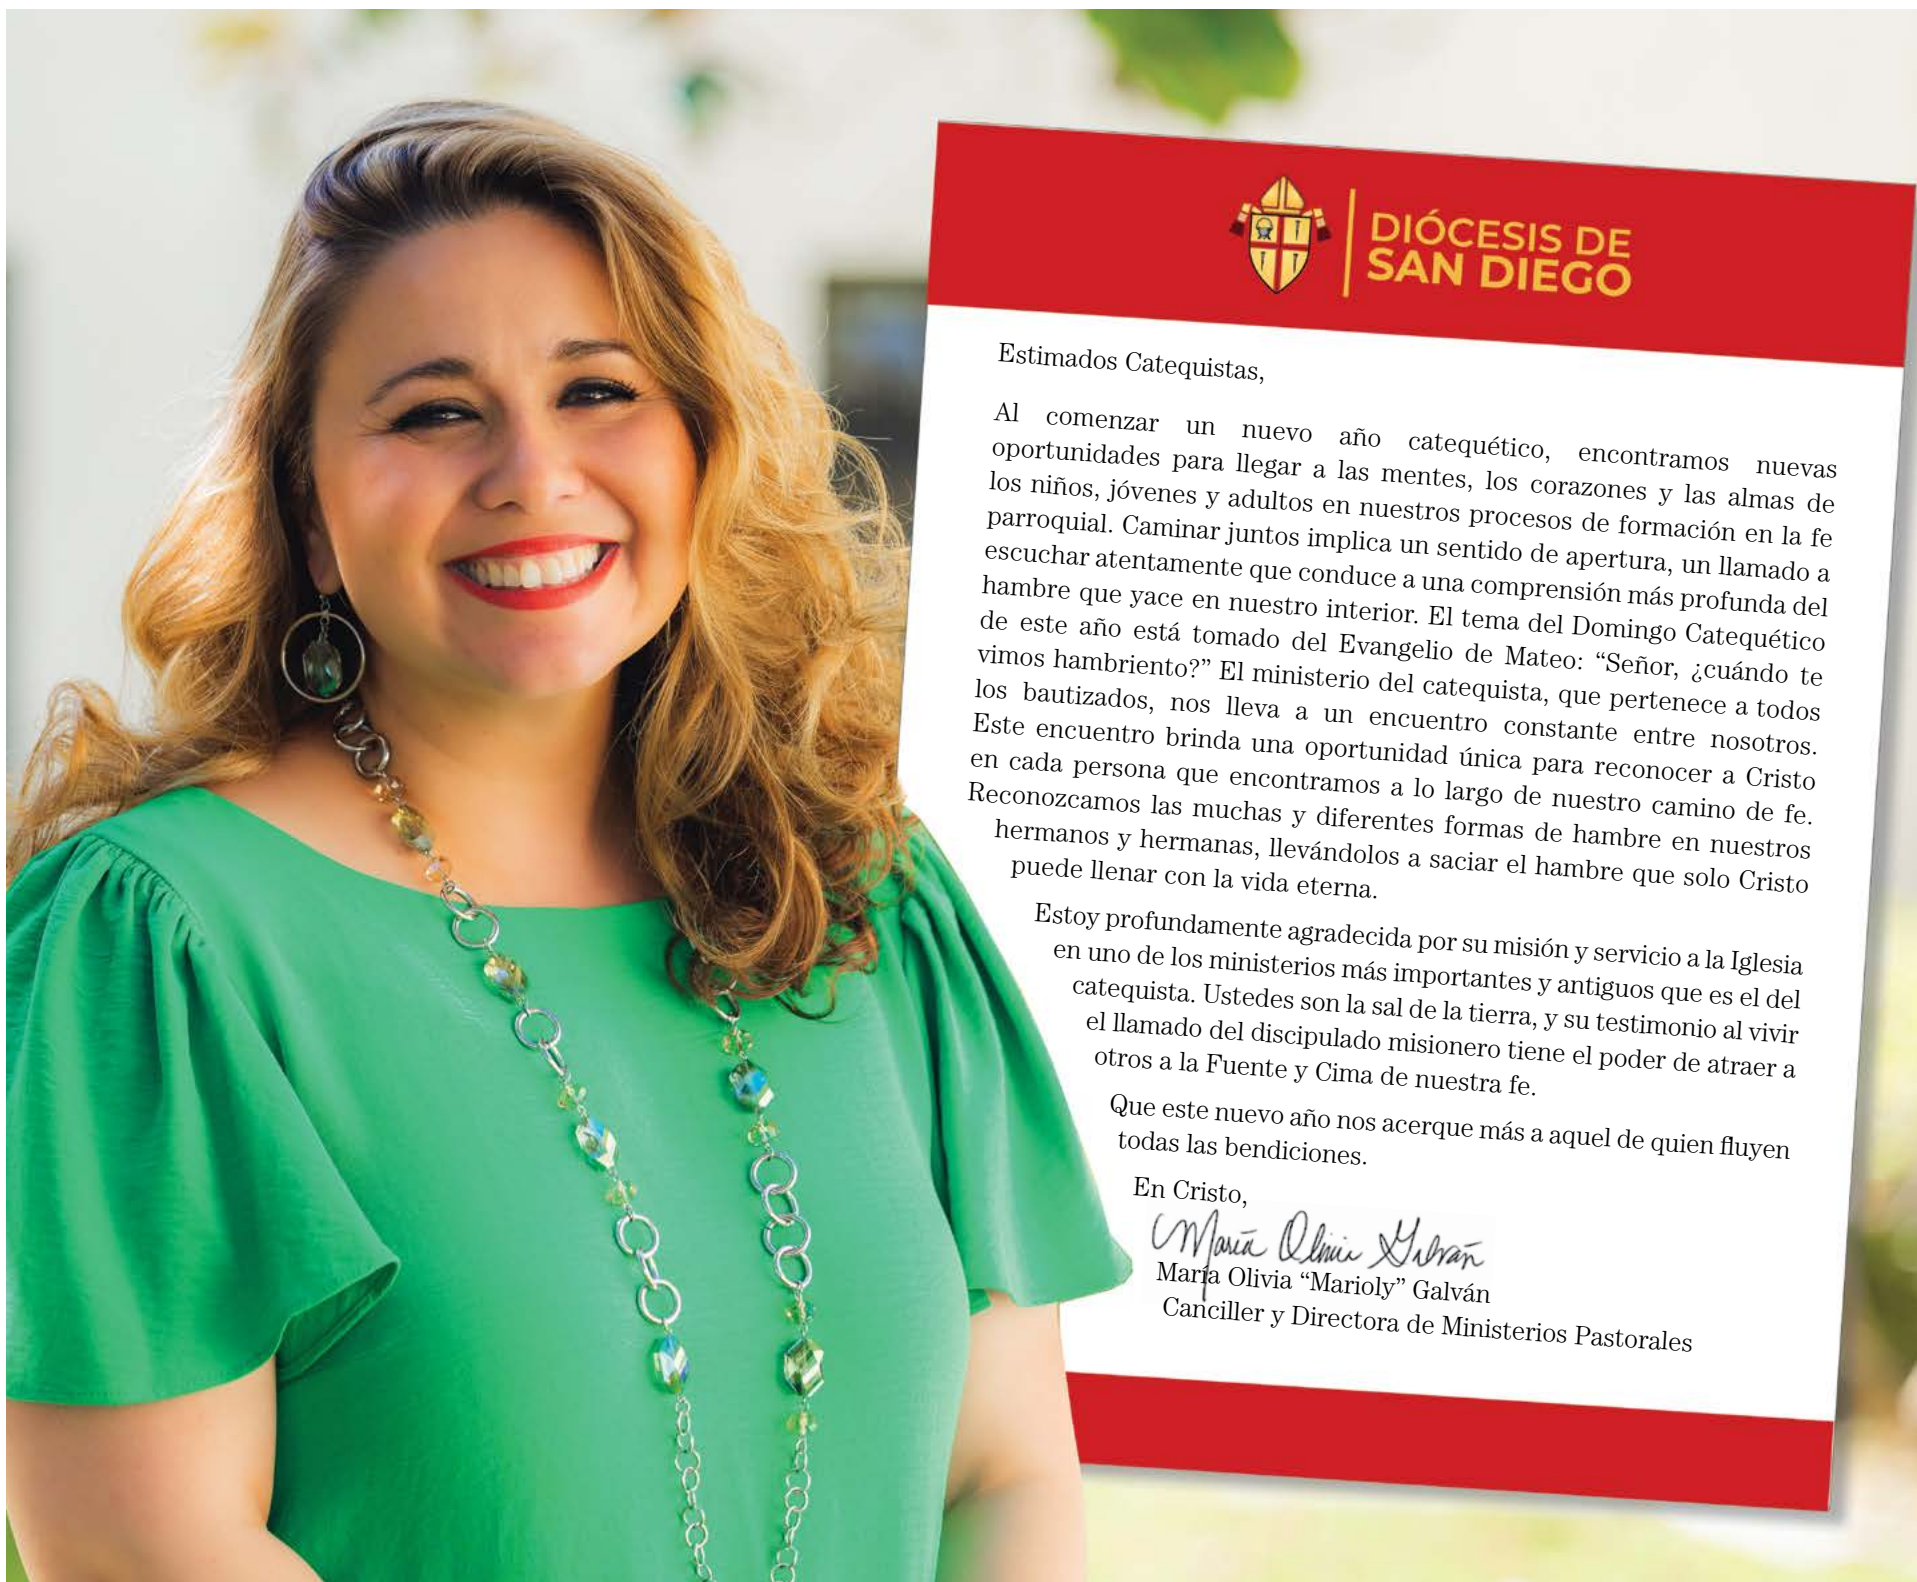 DIÓCESIS DE
SAN DIEGO
Estimados Catequistas,
Al comenzar un nuevo año catequético, encontramos nuevas
oportunidades para llegar a las mentes, los corazones y las almas de
los niños, jóvenes y adultos en nuestros procesos de formación en la fe
parroquial. Caminar juntos implica un sentido de apertura, un llamado a
escuchar atentamente que conduce a una comprensión más profunda del
hambre que yace en nuestro interior. El tema del Domingo Catequético
de este año está tomado del Evangelio de Mateo: “Señor, ¿cuándo te
vimos hambriento?” El ministerio del catequista, que pertenece a todos
los bautizados, nos lleva a un encuentro constante entre nosotros.
Este encuentro brinda una oportunidad única para reconocer a Cristo
en cada persona que encontramos a lo largo de nuestro camino de fe.
Reconozcamos las muchas y diferentes formas de hambre en nuestros
hermanos y hermanas, llevándolos a saciar el hambre que solo Cristo
puede llenar con la vida eterna.
Estoy profundamente agradecida por su misión y servicio a la Iglesia
en uno de los ministerios más importantes y antiguos que es el del
catequista. Ustedes son la sal de la tierra, y su testimonio al vivir
el llamado del discipulado misionero tiene el poder de atraer a
otros a la Fuente y Cima de nuestra fe.
Que este nuevo año nos acerque más a aquel de quien fluyen
todas las bendiciones.
En Cristo,
María Olivia Galván
María Olivia “Marioly” Galván
Canciller y Directora de Ministerios Pastorales